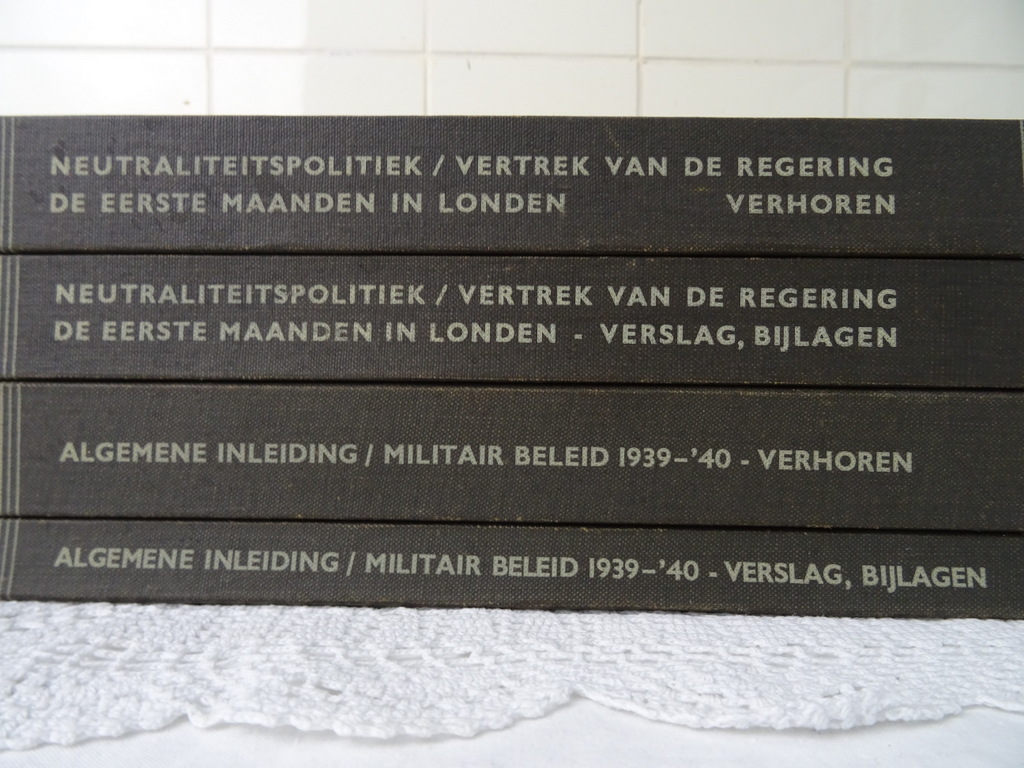 NEUTRALITEITSPOLITIEK / VERTREK VAN DE REGERING
DE EERSTE MAANDEN IN LONDEN VERHOREN
NEUTRALITEITSPOLITIEK / VERTREK VAN DE REGERING
DE EERSTE MAANDEN IN LONDEN - VERSLAG, BIJLAGEN
ALGEMENE INLEIDING / MILITAIR BELEID 1939-'40 - VERHOREN
ALGEMENE INLEIDING / MILITAIR BELEID 1939-'40 - VERSLAG, BIJLAGEN